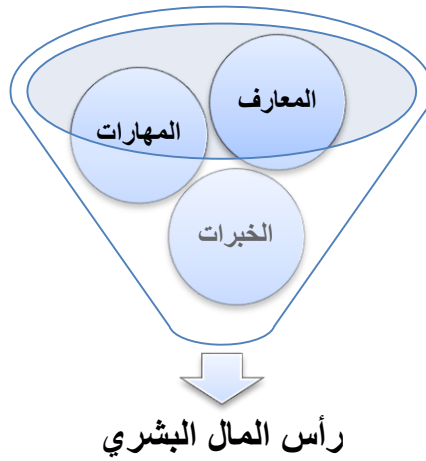 المعارف
المهارات
الخبرات
رأس المال البشري